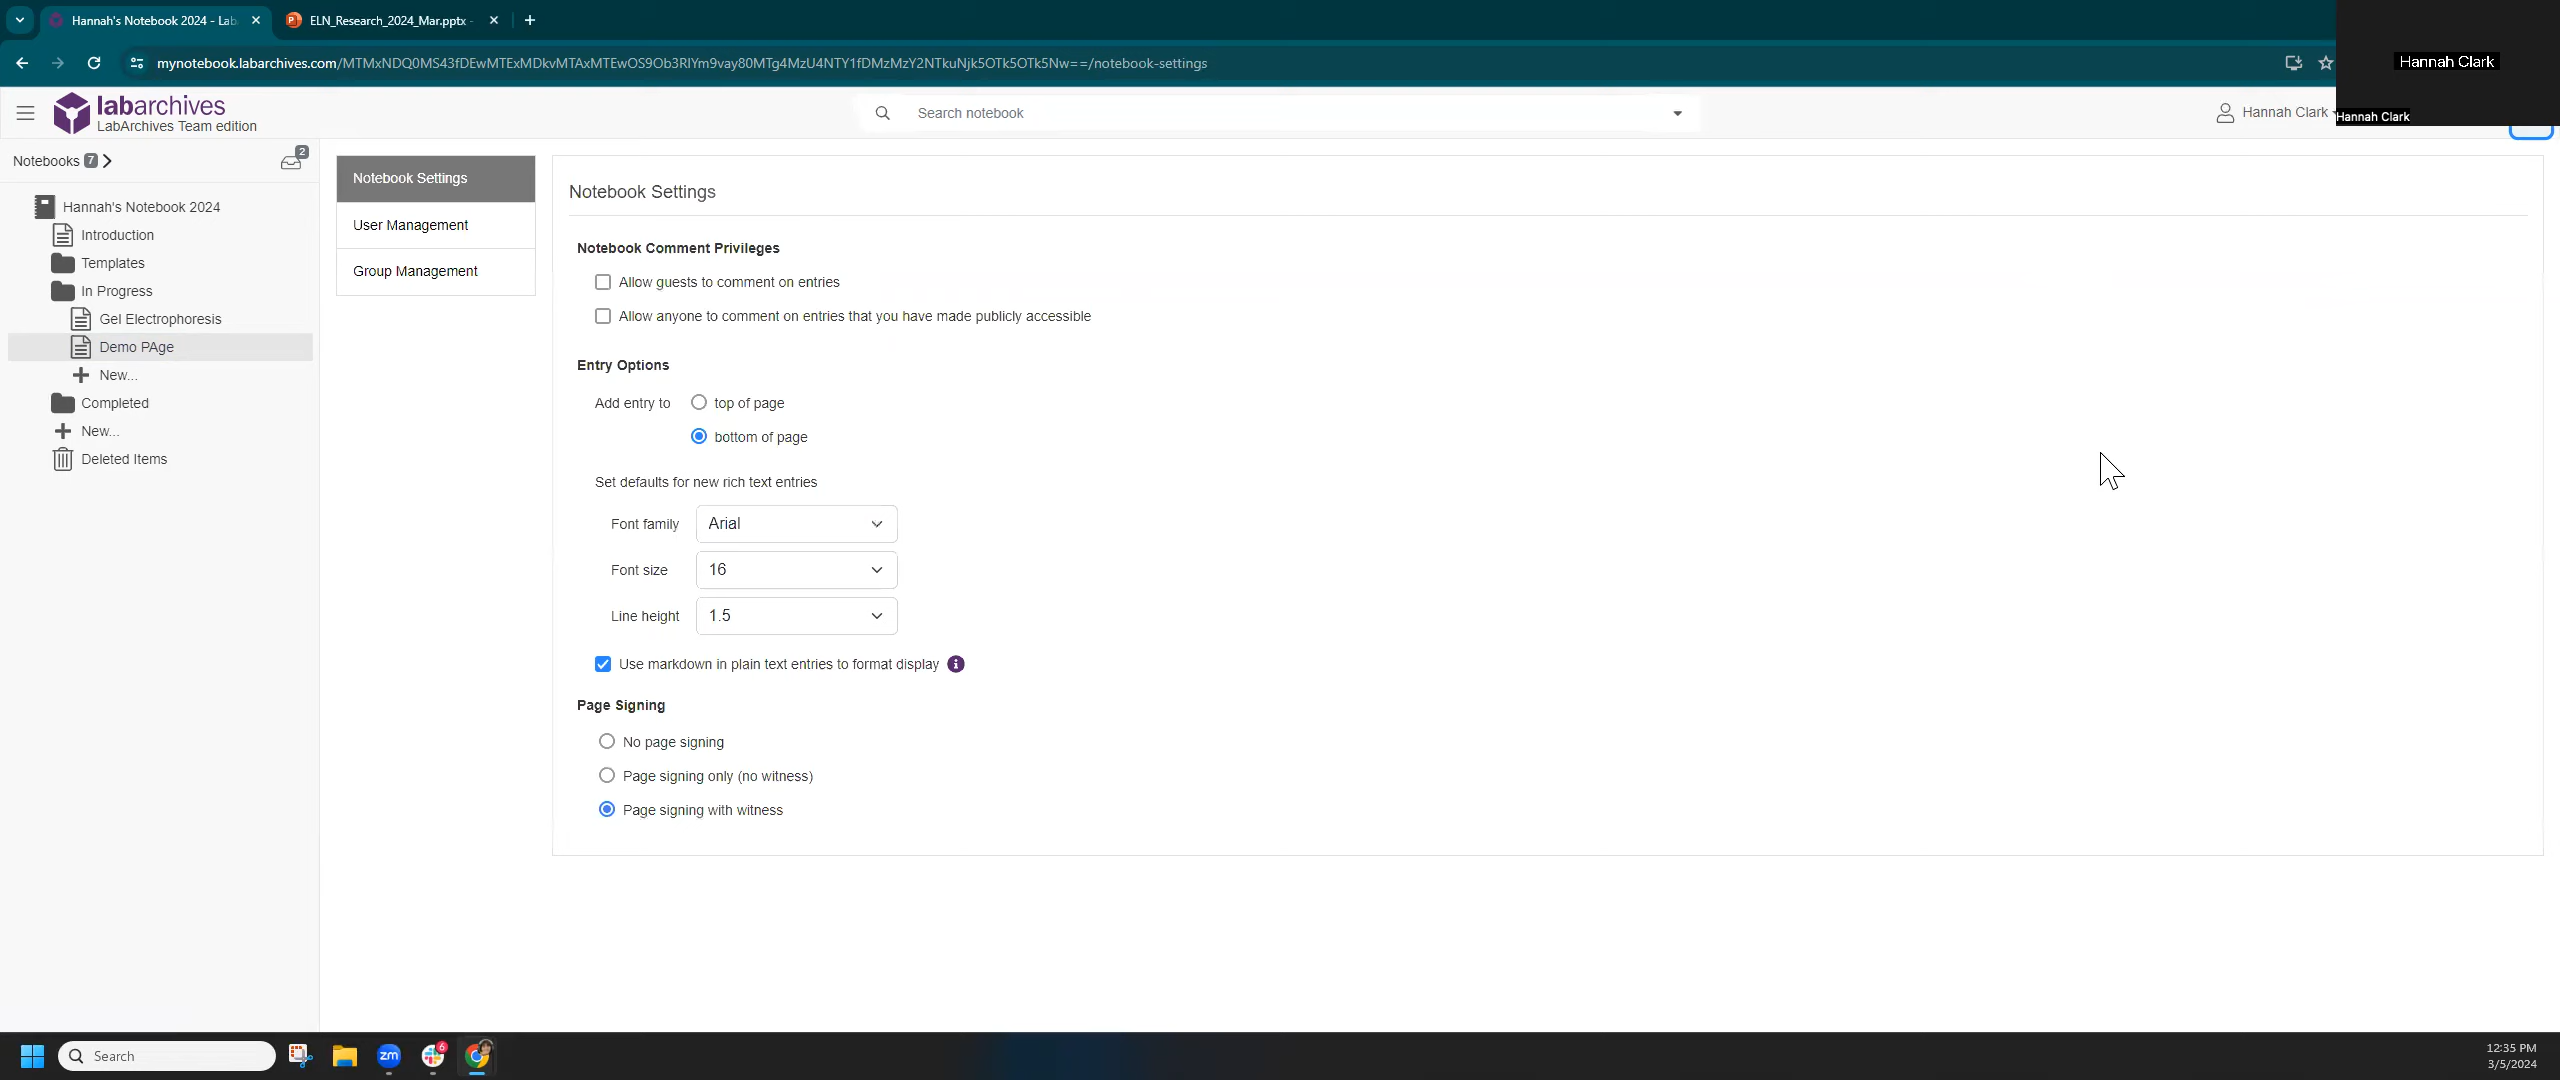 Hannah's Notebook 2024 - Lab
ELN_Research_2024_Mar.pptx -
mynotebook.labarchives.com/MTMxNDQ0MS43fDEwMTExMDkvMTAxMTEwOS9Ob3RlYm9vay80MTg4MzU4NTY1fDMzMzY2NTkuNjk5OTk5OTk5Nw==/notebook-settings
Hannah Clark
labarchives
LabArchives Team edition
Search notebook
Hannah Clark
Hannah Clark
Notebooks 7
2
Hannah's Notebook 2024
Introduction
Templates
In Progress
Gel Electrophoresis
Demo PAge
New...
Completed
New...
Deleted Items
Notebook Settings
User Management
Group Management
Notebook Settings
Notebook Comment Privileges
Allow guests to comment on entries
Allow anyone to comment on entries that you have made publicly accessible
Entry Options
Add entry to top of page
bottom of page
Set defaults for new rich text entries
Font family Arial
Font size 16
Line height 1.5
Use markdown in plain text entries to format display
Page Signing
No page signing
Page signing only (no witness)
Page signing with witness
Search
zm
6
12:35 PM
3/5/2024